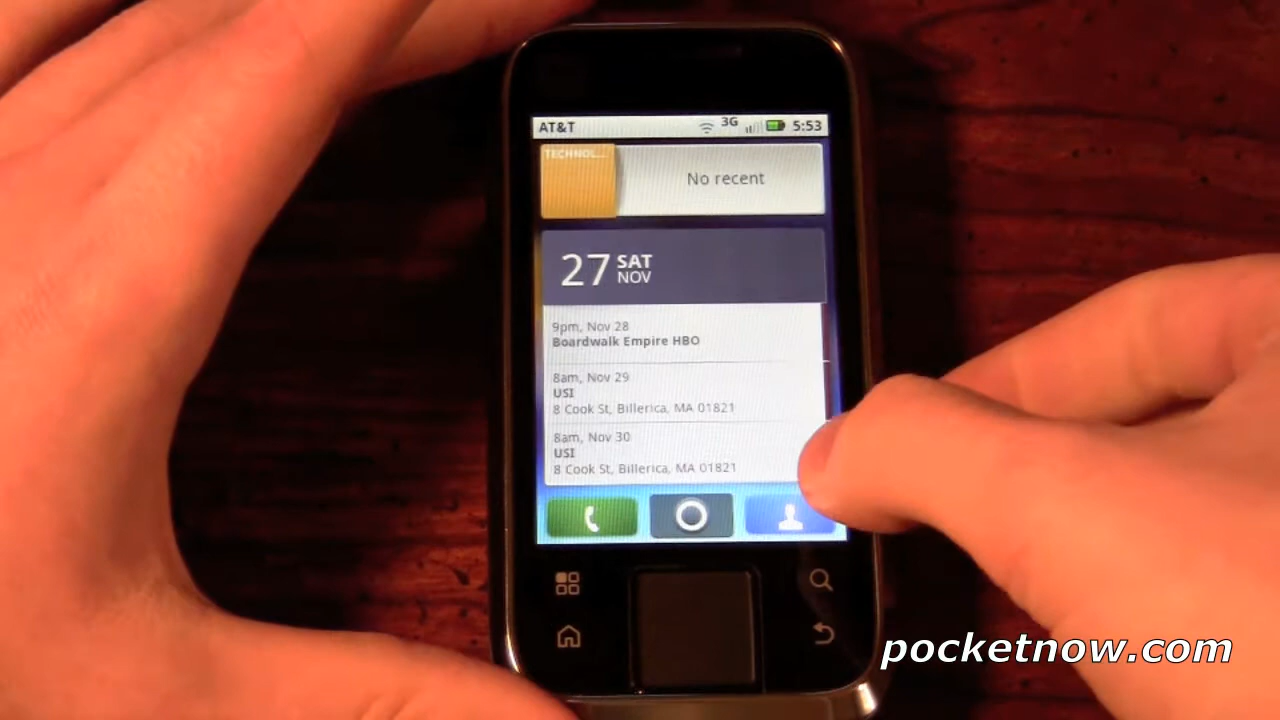 AT&T 3G 5:53
TECHNOL...
No recent
27 SAT
NOV
9pm, Nov 28
Boardwalk Empire HBO
8am, Nov 29
USI
8 Cook St, Billerica, MA 01821
8am, Nov 30
USI
8 Cook St, Billerica, MA 01821
pocketnow.com